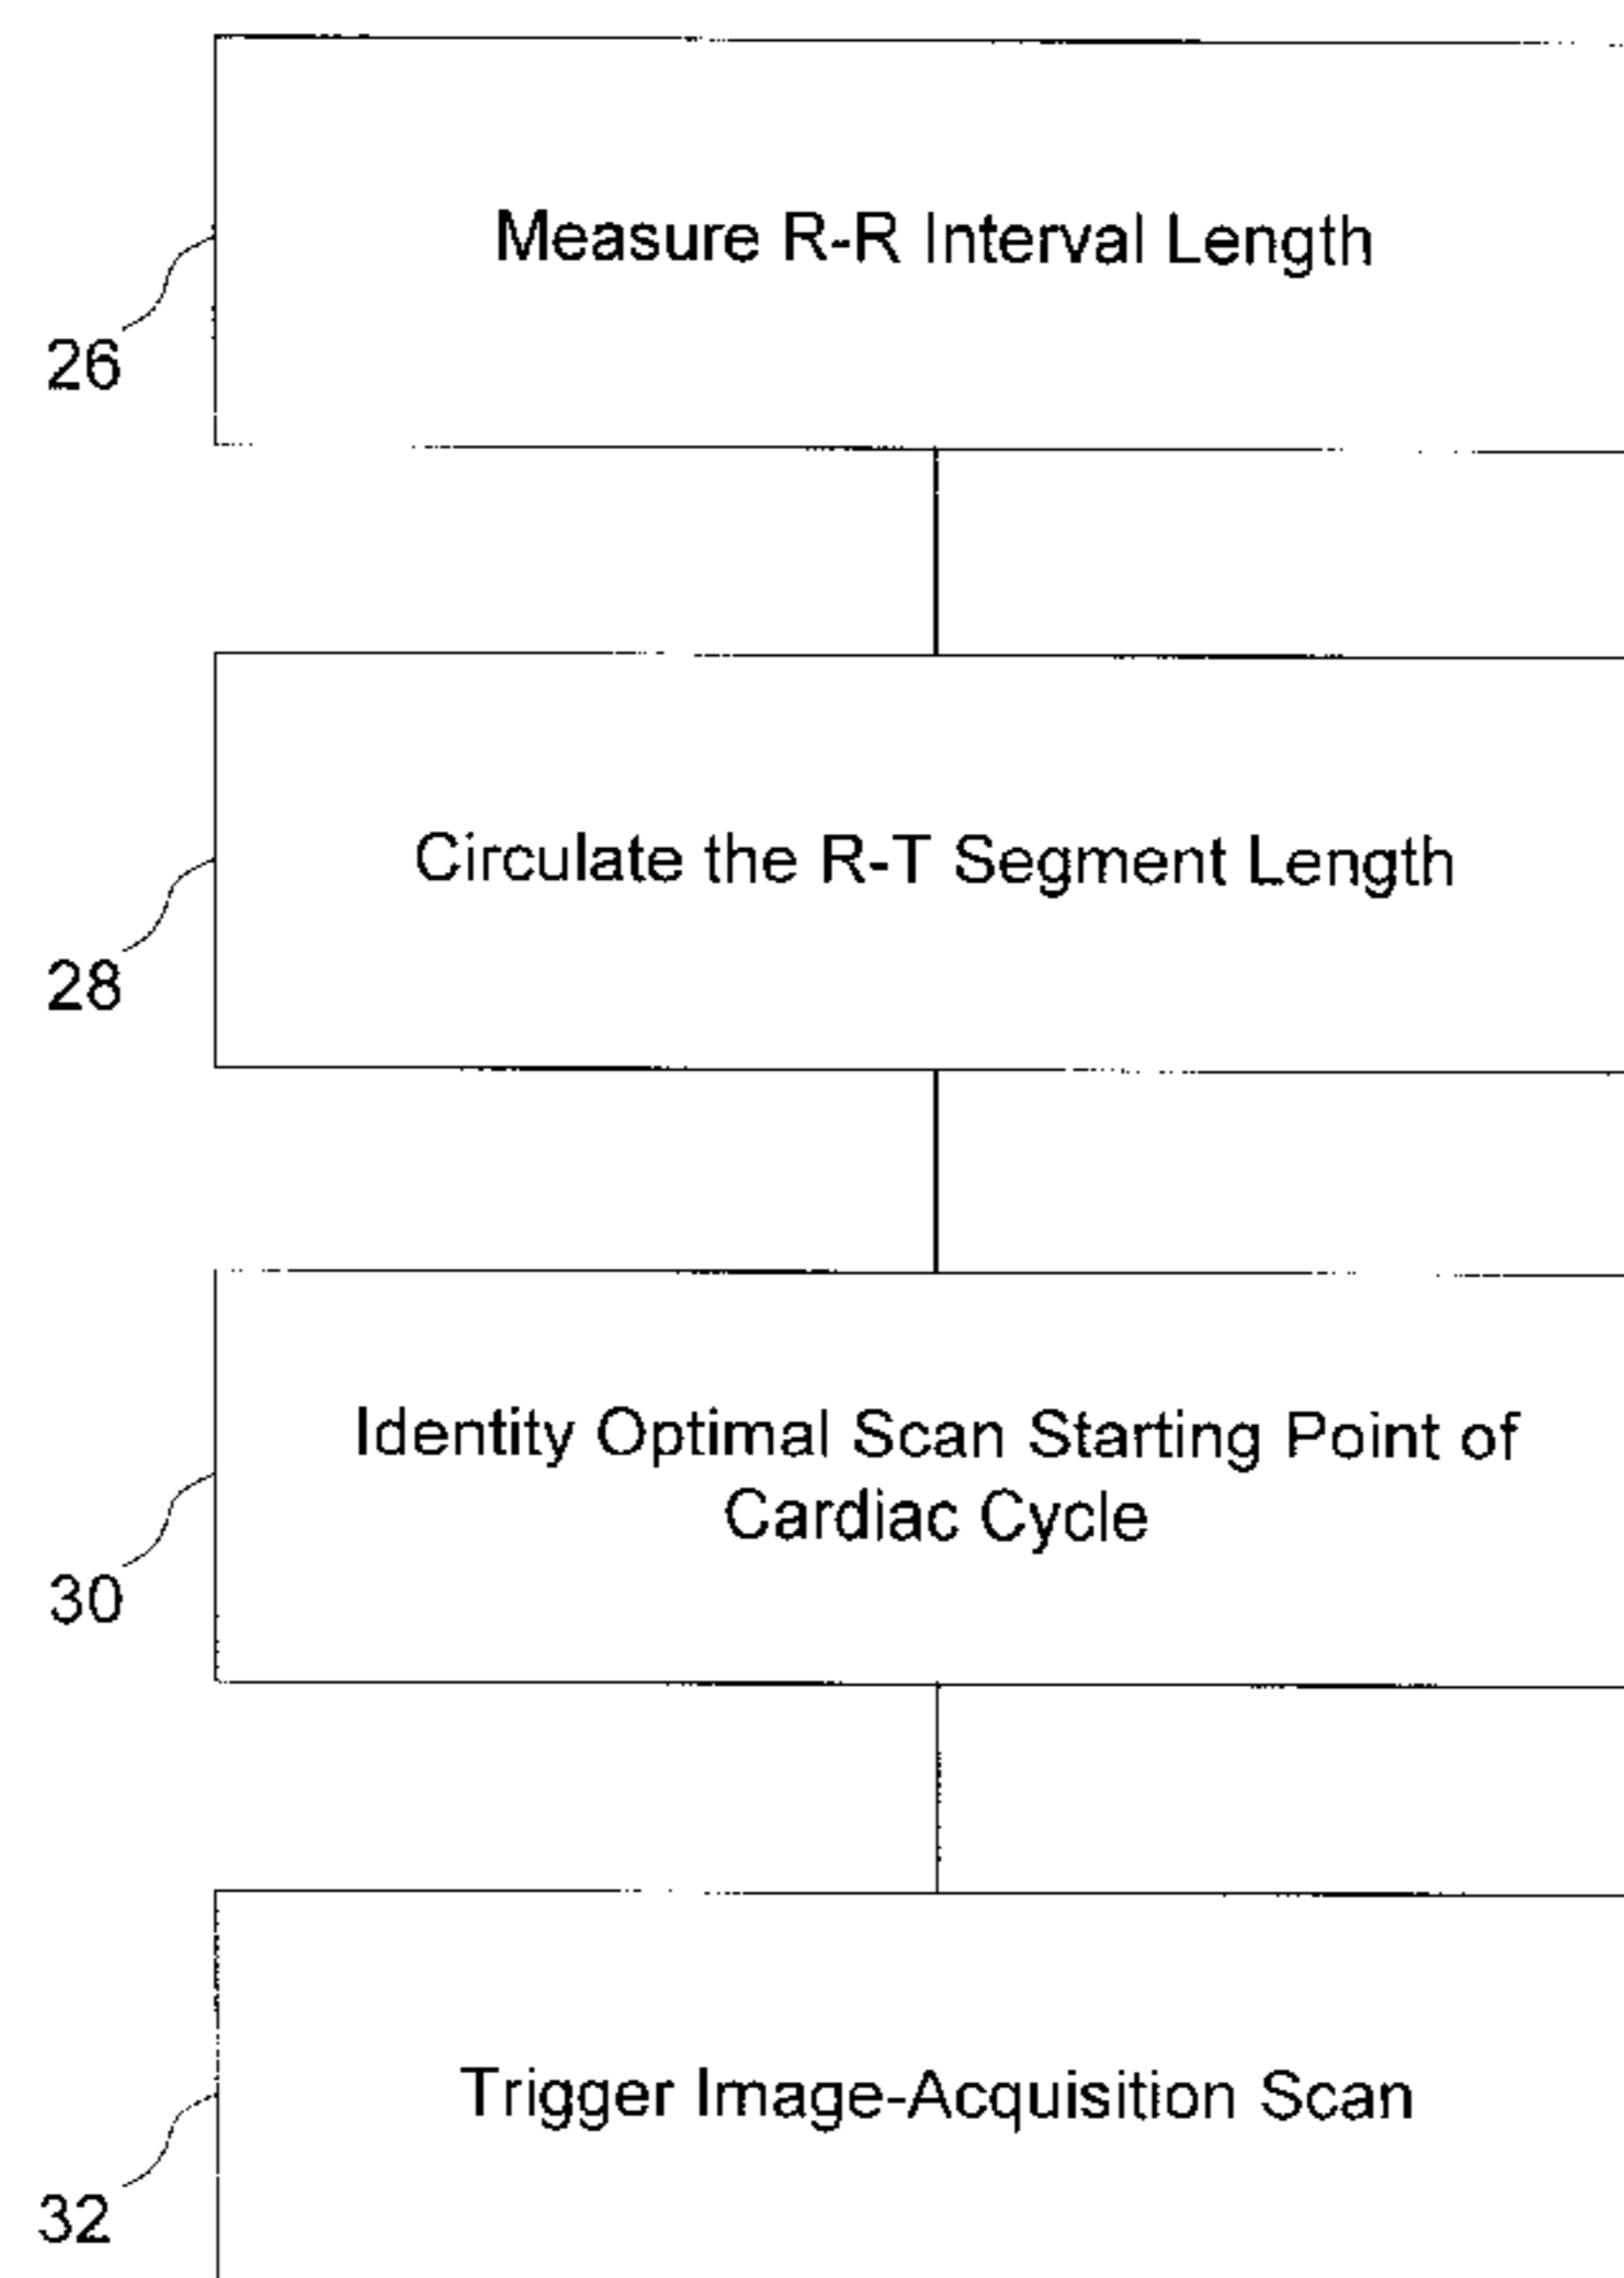 Measure R-R Interval Length
26
Circulate the R-T Segment Length
28
Identity Optimal Scan Starting Point of
Cardiac Cycle
30
Trigger Image-Acquisition Scan
32